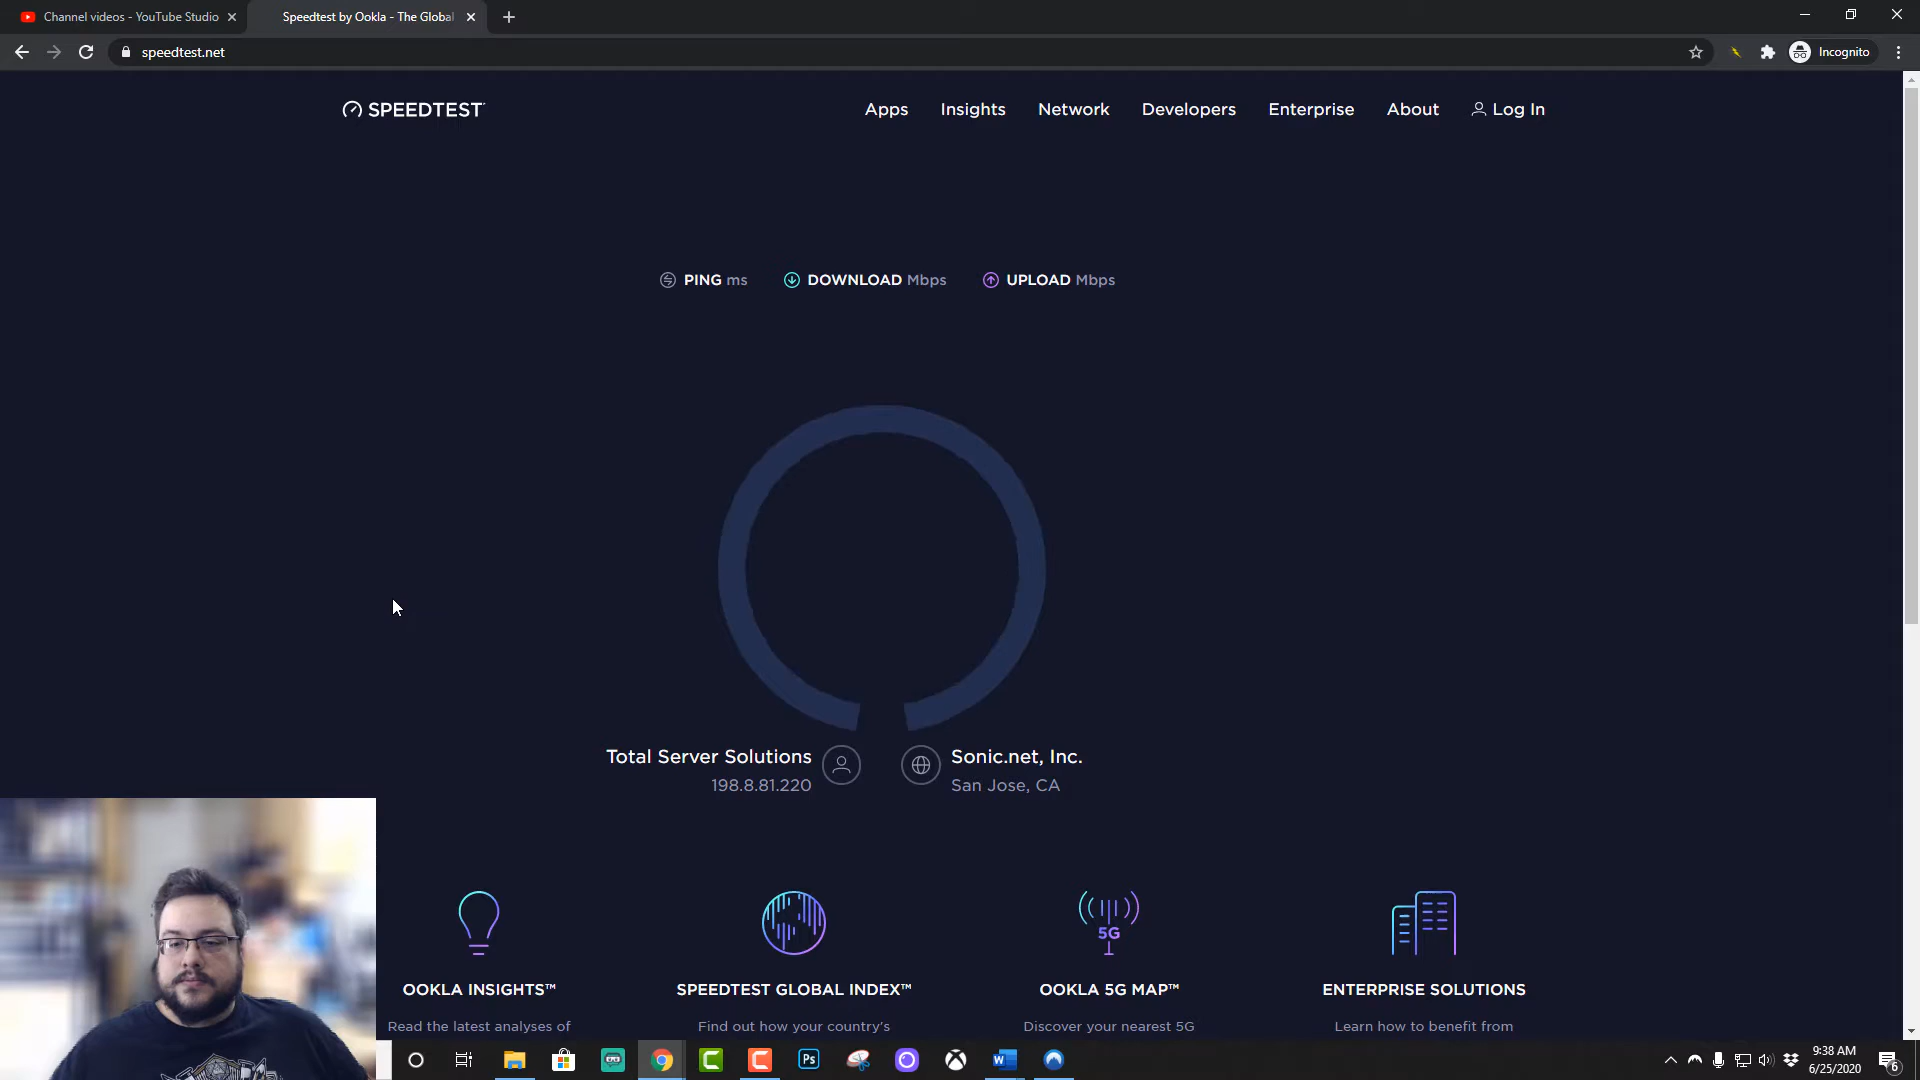 Channel videos - YouTube Studio
Speedtest by Ookla - The Global
speedtest.net
Incognito
SPEEDTEST
Apps
Insights
Network
Developers
Enterprise
About
Log In
PING ms
DOWNLOAD Mbps
UPLOAD Mbps
Total Server Solutions
198.8.81.220
Sonic.net, Inc.
San Jose, CA
5G
OOKLA INSIGHTS™
SPEEDTEST GLOBAL INDEX™
OOKLA 5G MAP™
ENTERPRISE SOLUTIONS
Read the latest analyses of
Find out how your country's
Discover your nearest 5G
Learn how to benefit from
Ps
9:38 AM
6/25/2020
6